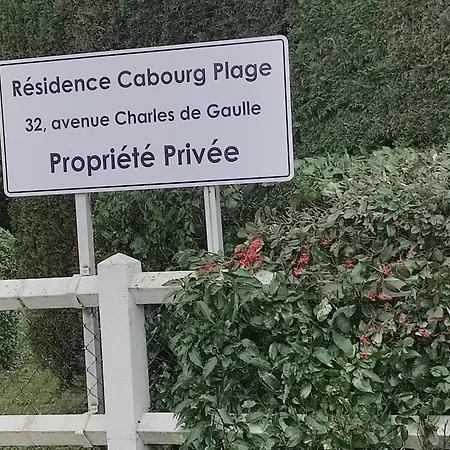 Résidence Cabourg Plage
32, avenue Charles de Gaulle
Propriété Privée